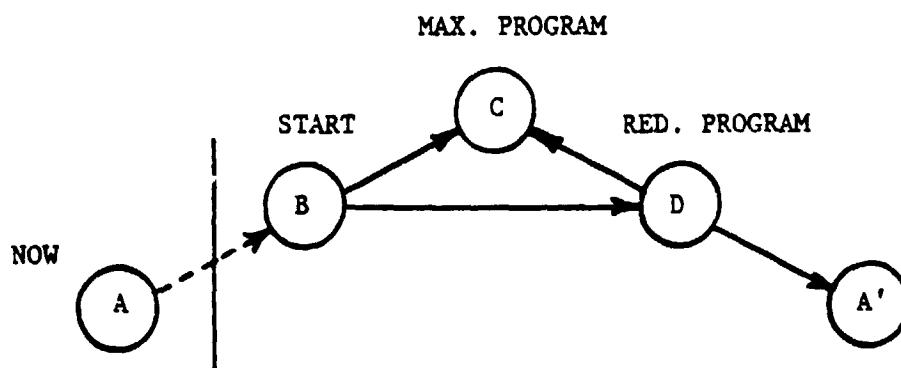 MAX. PROGRAM
C
START
RED. PROGRAM
B
D
NOW
A
A'